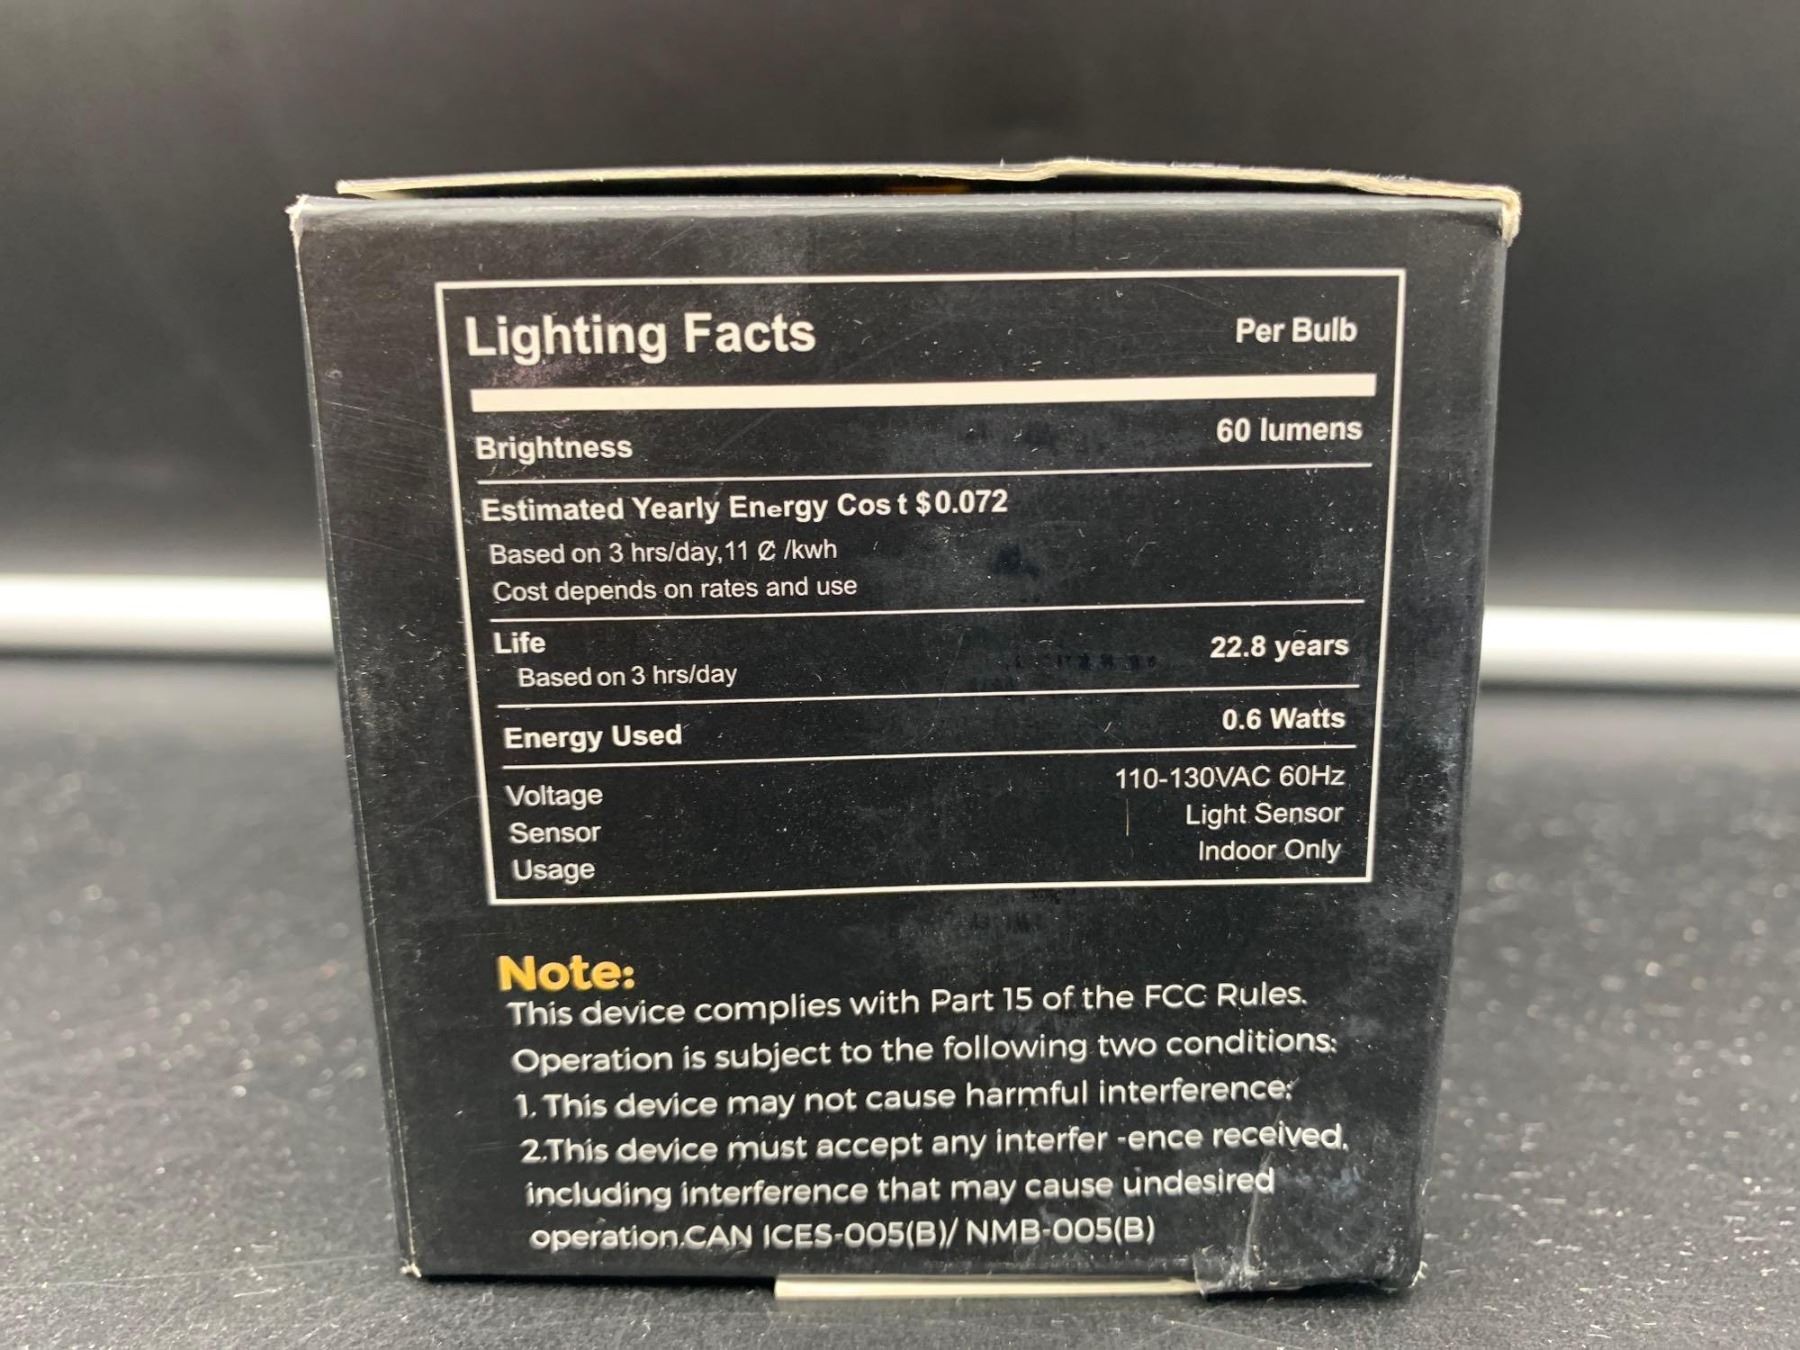 Lighting Facts Per Bulb
Brightness 60 lumens
Estimated Yearly Energy Cos t $0.072
Based on 3 hrs/day,11 ₡ /kwh
Cost depends on rates and use
Life 22.8 years
Based on 3 hrs/day
Energy Used 0.6 Watts
Voltage 110-130VAC 60Hz
Sensor Light Sensor
Usage Indoor Only
Note:
This device complies with Part 15 of the FCC Rules.
Operation is subject to the following two conditions:
1. This device may not cause harmful interference;
2.This device must accept any interfer -ence received,
including interference that may cause undesired
operation.CAN ICES-005(B)/ NMB-005(B)